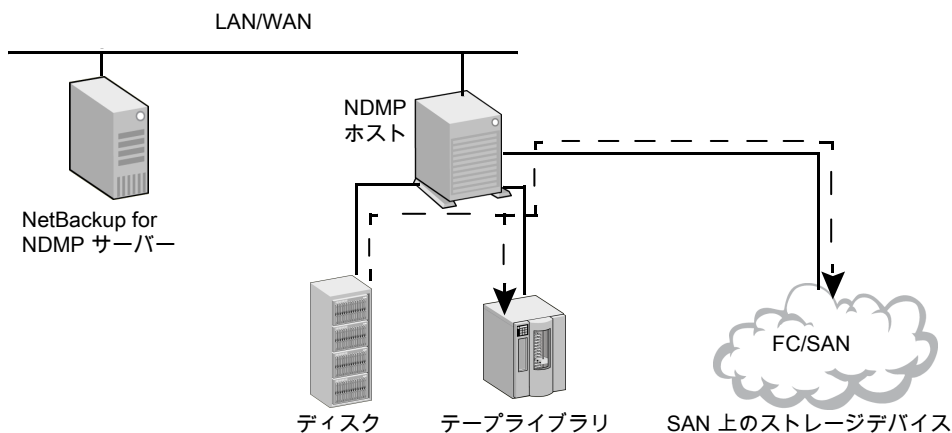 LAN/WAN
NDMP
ホスト
NetBackup for
NDMP サーバー
FC/SAN
ディスク
テープライブラリ
SAN 上のストレージデバイス